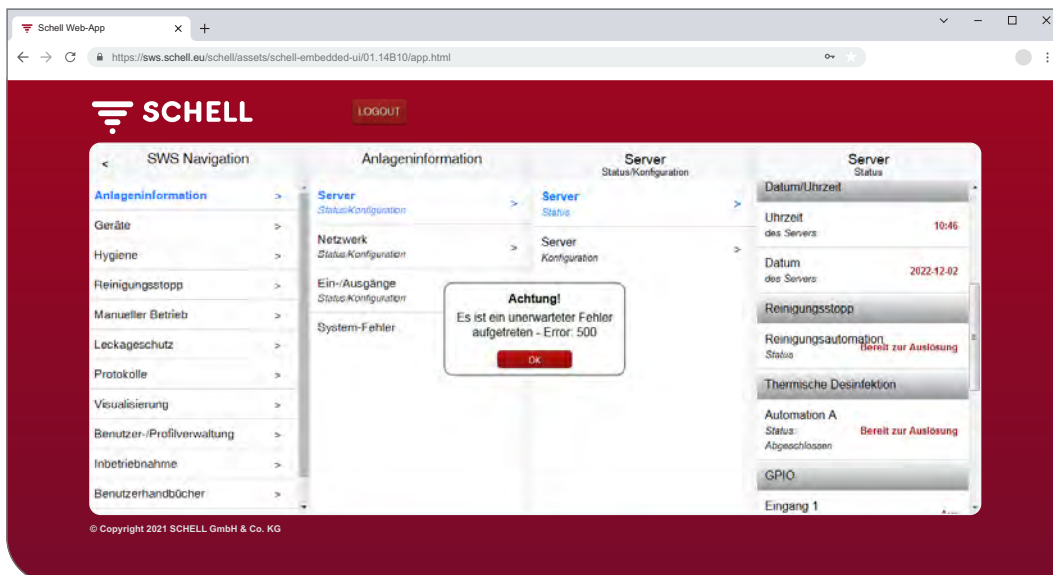 Schell Web-App
https://sws.schell.eu/schell/assets/schell-embedded-ui/01.14B10/app.html
SCHELL
LOGOUT
<
SWS Navigation
Anlageninformation >
Geräte >
Hygiene >
Reinigungsstopp >
Manueller Betrieb >
Leckageschutz >
Protokolle >
Visualisierung >
Benutzer-/Profilverwaltung >
Inbetriebnahme >
Benutzerhandbücher >
Anlageninformation
Server >
Status/Konfiguration
Netzwerk >
Status/Konfiguration
Ein-/Ausgänge
Status/Konfiguration
System-Fehler
Server
Status/Konfiguration
Server >
Status
Server >
Konfiguration
Achtung!
Es ist ein unerwarteter Fehler
aufgetreten - Error: 500
OK
Server
Status
Datum/Uhrzeit
Uhrzeit
des Servers
10:46
Datum
des Servers
2022-12-02
Reinigungsstopp
Reinigungsautomation
Status
Bereit zur Auslösung
Thermische Desinfektion
Automation A
Status:
Abgeschlossen
Bereit zur Auslösung
GPIO
Eingang 1
© Copyright 2021 SCHELL GmbH & Co. KG